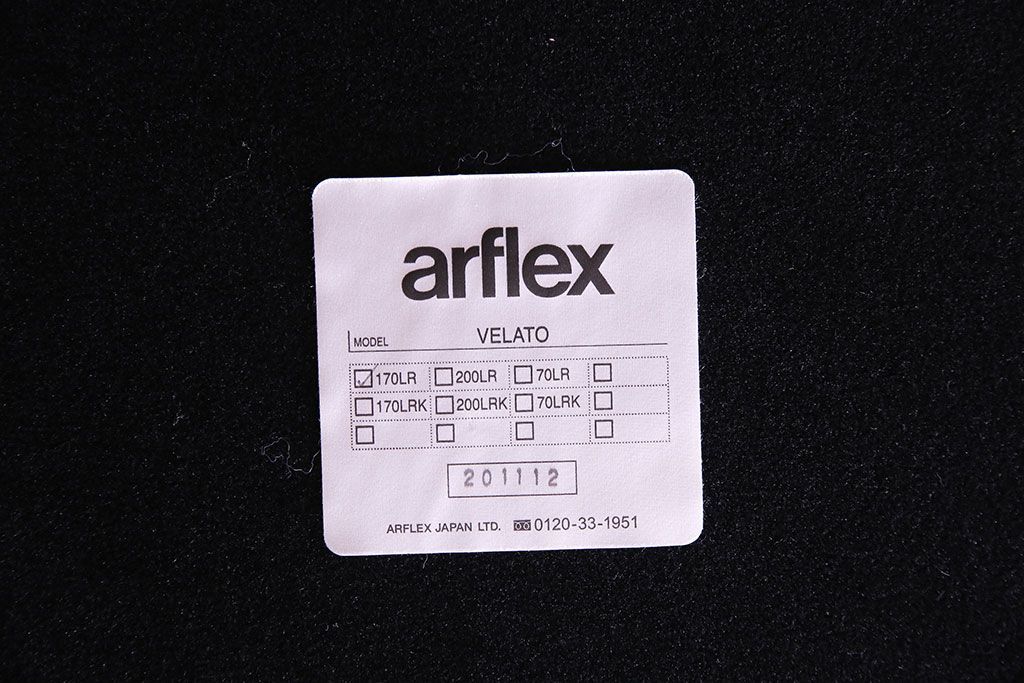 arflex
MODEL VELATO
☑170LR ☐200LR ☐70LR ☐
☐170LRK ☐200LRK ☐70LRK ☐
☐ ☐ ☐ ☐
201112
ARFLEX JAPAN LTD. 0120-33-1951